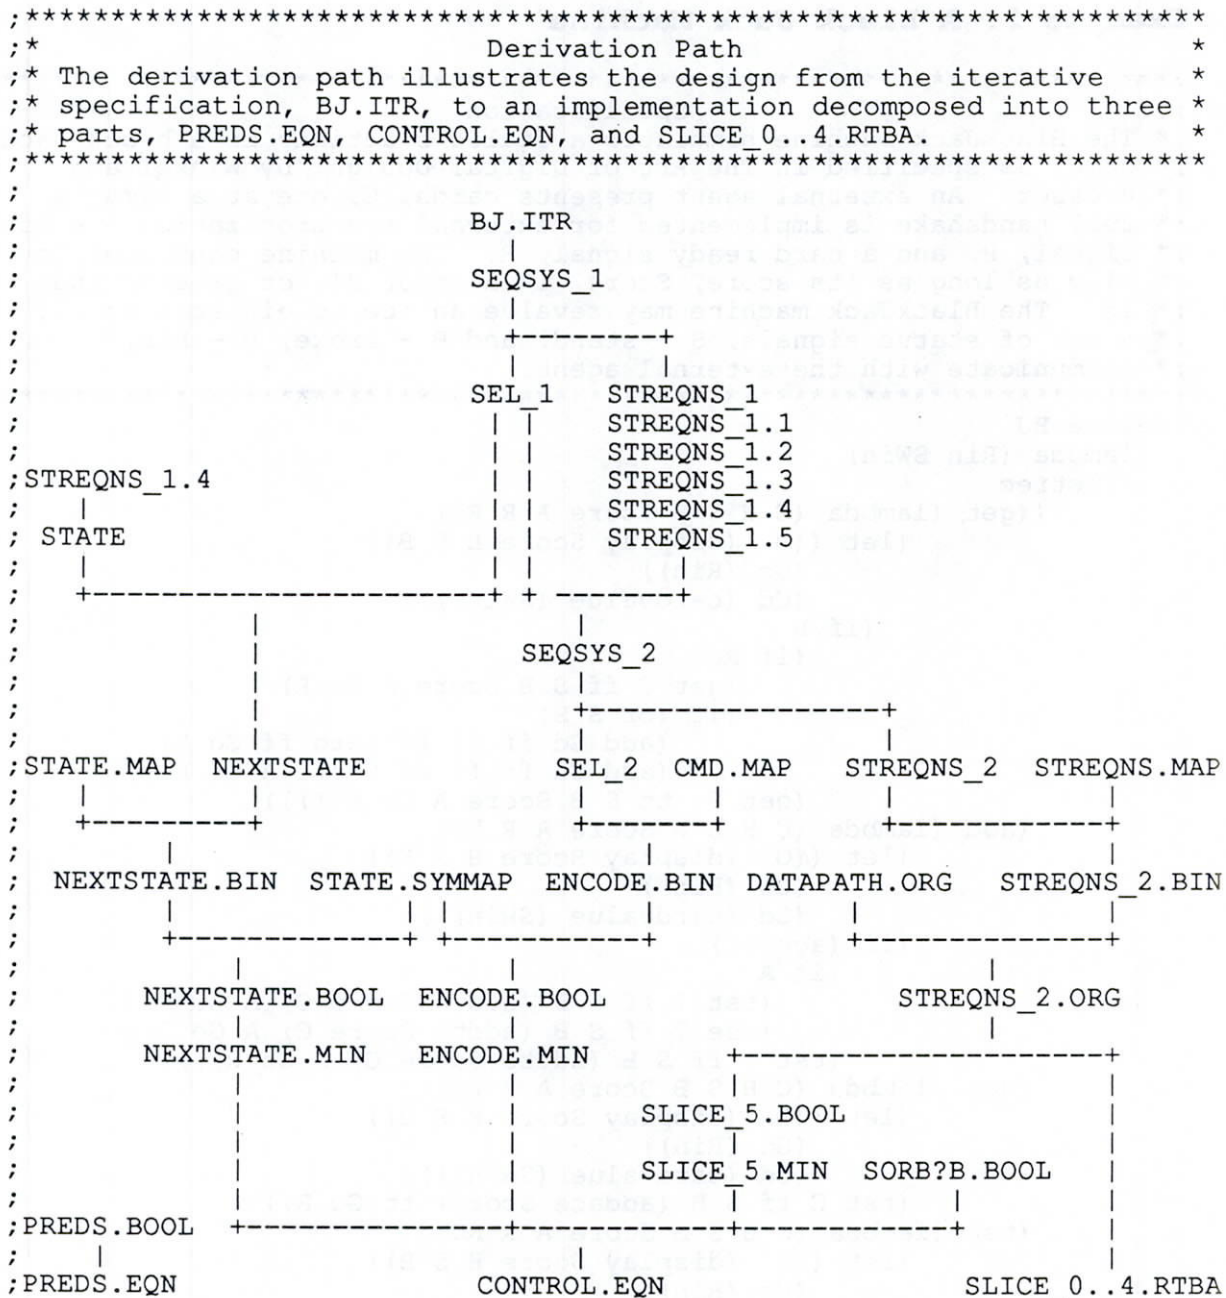 ;*********************************************************************
;* Derivation Path *
;* The derivation path illustrates the design from the iterative *
;* specification, BJ.ITR, to an implementation decomposed into three *
;* parts, PREDS.EQN, CONTROL.EQN, and SLICE_0..4.RTBA. *
;*********************************************************************
;
; BJ.ITR
; |
; SEQSYS_1
; |
; +--------+
; | |
; SEL_1 STREQNS_1
; | | STREQNS_1.1
; | | STREQNS_1.2
;STREQNS_1.4 | | STREQNS_1.3
; | | | STREQNS_1.4
; STATE | | STREQNS_1.5
; | | | |
; +-----------------------+-+--------+
; | |
; | SEQSYS_2
; | |
; | +-----------------+
; | | |
;STATE.MAP NEXTSTATE SEL_2 CMD.MAP STREQNS_2 STREQNS.MAP
; | | | | | |
; +---------+ +-------+ +------------+
; | | |
; NEXTSTATE.BIN STATE.SYMMAP ENCODE.BIN DATAPATH.ORG STREQNS_2.BIN
; | | | | | |
; +-------------+ +-----------+ +--------------+
; | | |
; NEXTSTATE.BOOL ENCODE.BOOL STREQNS_2.ORG
; | | |
; NEXTSTATE.MIN ENCODE.MIN +---------------------+
; | | | |
; | | SLICE_5.BOOL |
; | | | |
; | | SLICE_5.MIN SORB?B.BOOL |
; | | | | |
;PREDS.BOOL +---------------+------------+------------+ |
; | | |
;PREDS.EQN CONTROL.EQN SLICE_0..4.RTBA